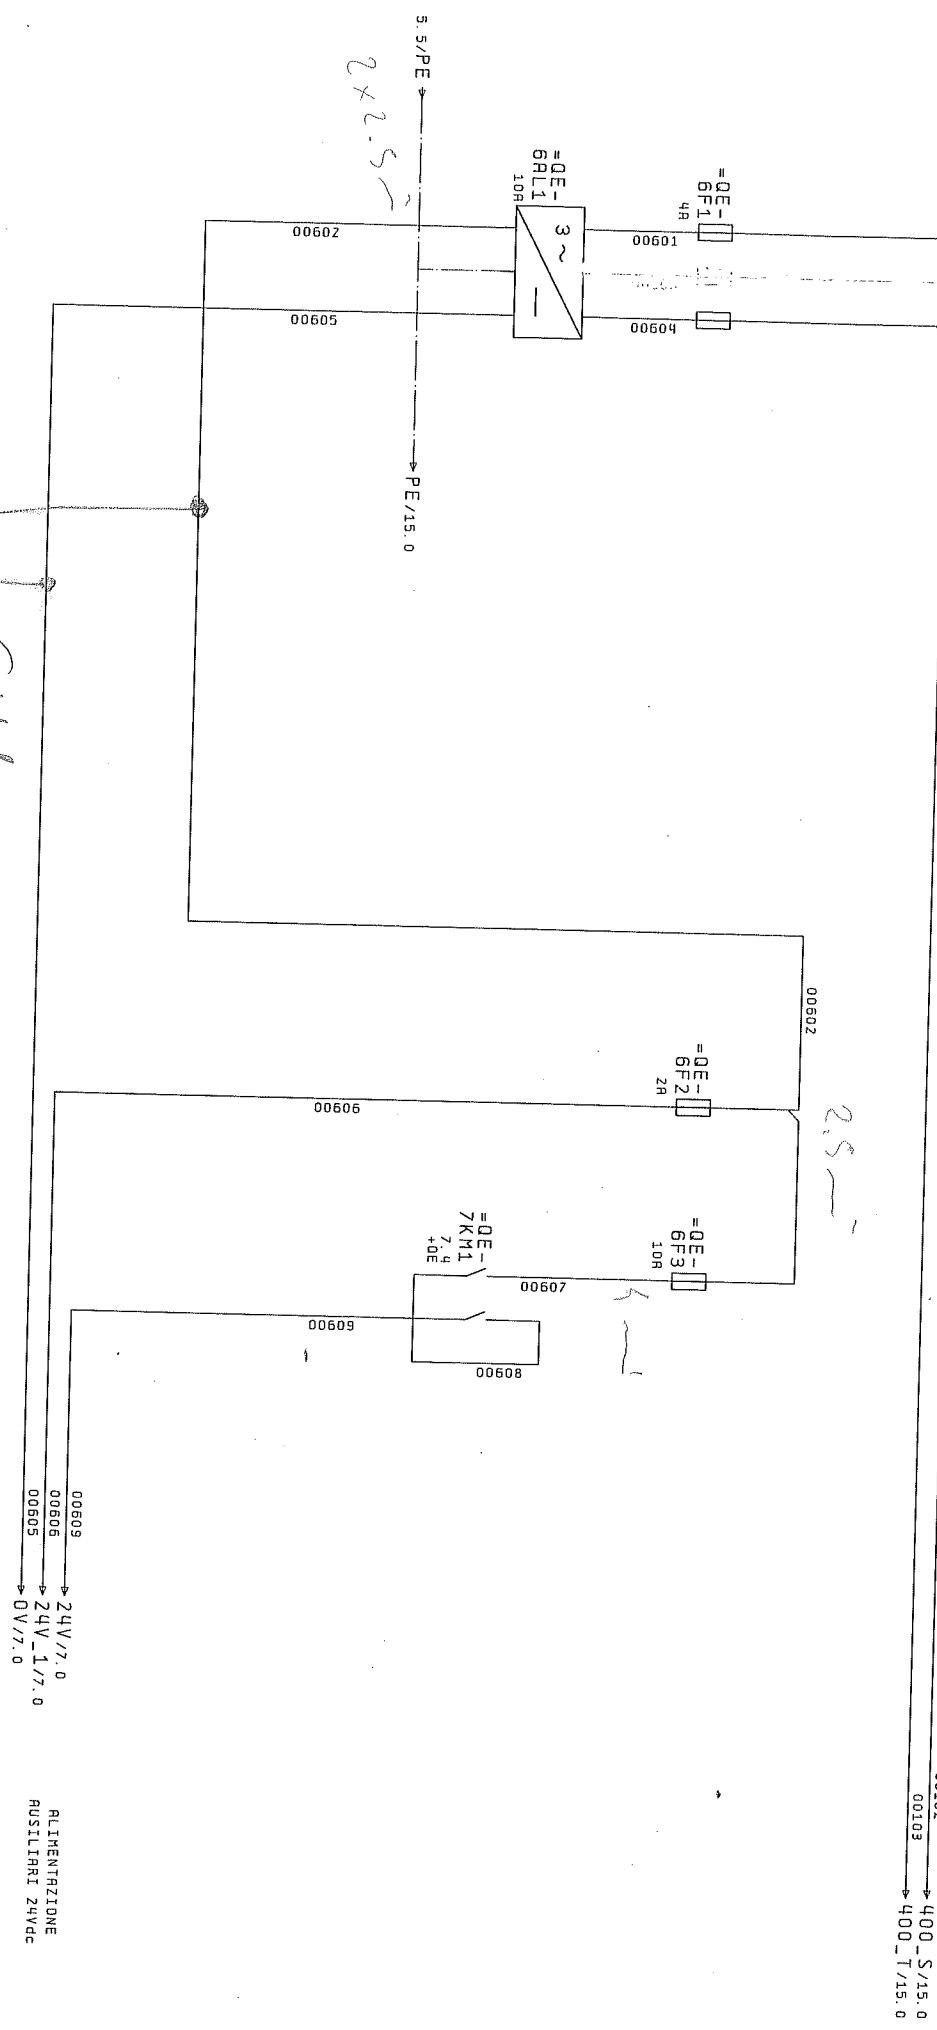 5.5/PE
2x2.5
=QE-
6AL1
10A
3~
=QE-
6F1
4A
00602
00601
00605
00604
PE/15.0
00602
=QE-
6F2
2A
00606
2.5
=QE-
7KM1
7.4
+QE
=QE-
6F3
10A
00607
00609
00608
4
00609
00606
00605
24V/7.0
24V_1/7.0
0V/7.0
00103
400_S/15.0
400_T/15.0
ALIMENTAZIONE
AUSILIARI 24Vdc